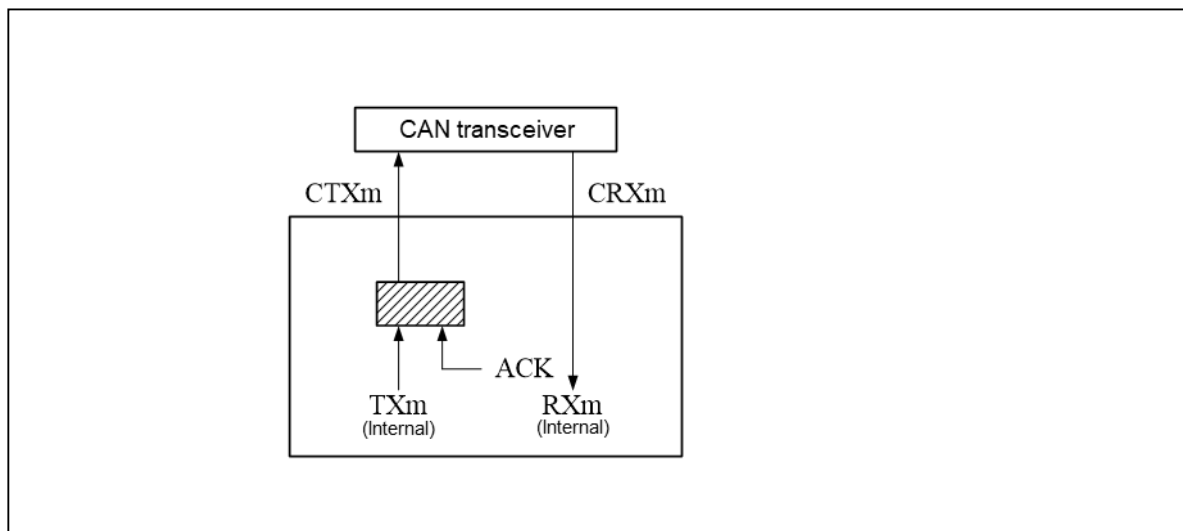 CAN transceiver
CTXm
CRXm
ACK
TXm
RXm
(Internal)
(Internal)